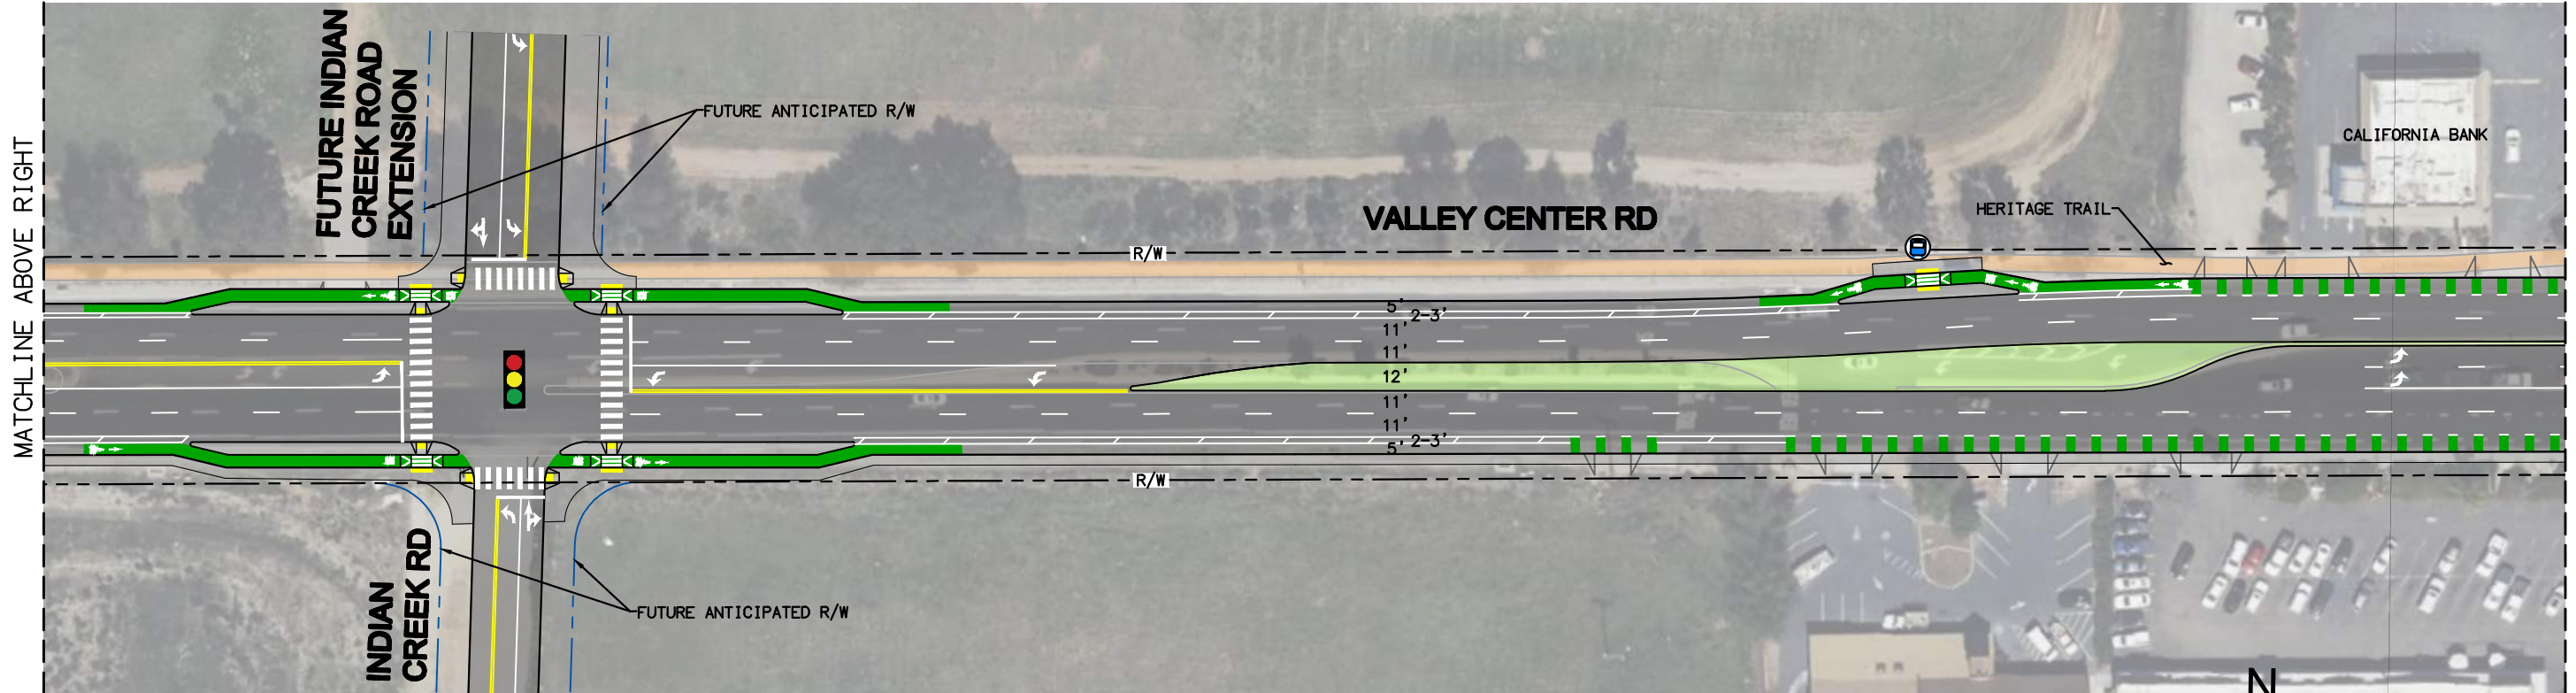 MATCHLINE ABOVE RIGHT
FUTURE INDIAN
CREEK ROAD
EXTENSION
FUTURE ANTICIPATED R/W
VALLEY CENTER RD
HERITAGE TRAIL
CALIFORNIA BANK
R/W
5'
2-3'
11'
11'
12'
11'
11'
2-3'
5'
R/W
INDIAN
CREEK RD
FUTURE ANTICIPATED R/W
N